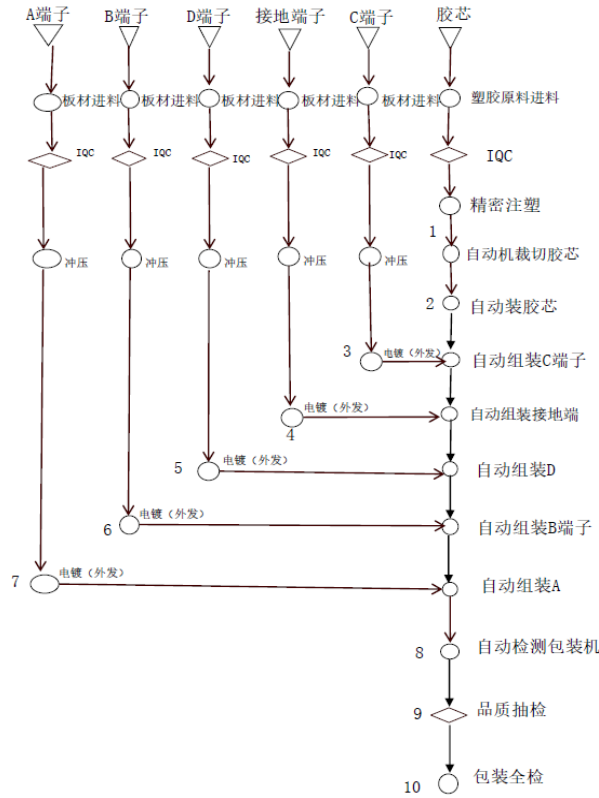 A端子 B端子 D端子 接地端子 C端子 胶芯
板材进料 板材进料 板材进料 板材进料 板材进料 塑胶原料进料
IQC IQC IQC IQC IQC IQC
精密注塑
1
自动机裁切胶芯
冲压 冲压 冲压 冲压 冲压
2 自动装胶芯
3 电镀（外发） 自动组装C端子
电镀（外发） 自动组装接地端
4
5 电镀（外发） 自动组装D
电镀（外发） 自动组装B端子
6
7 电镀（外发） 自动组装A
8 自动检测包装机
9 品质抽检
10 包装全检